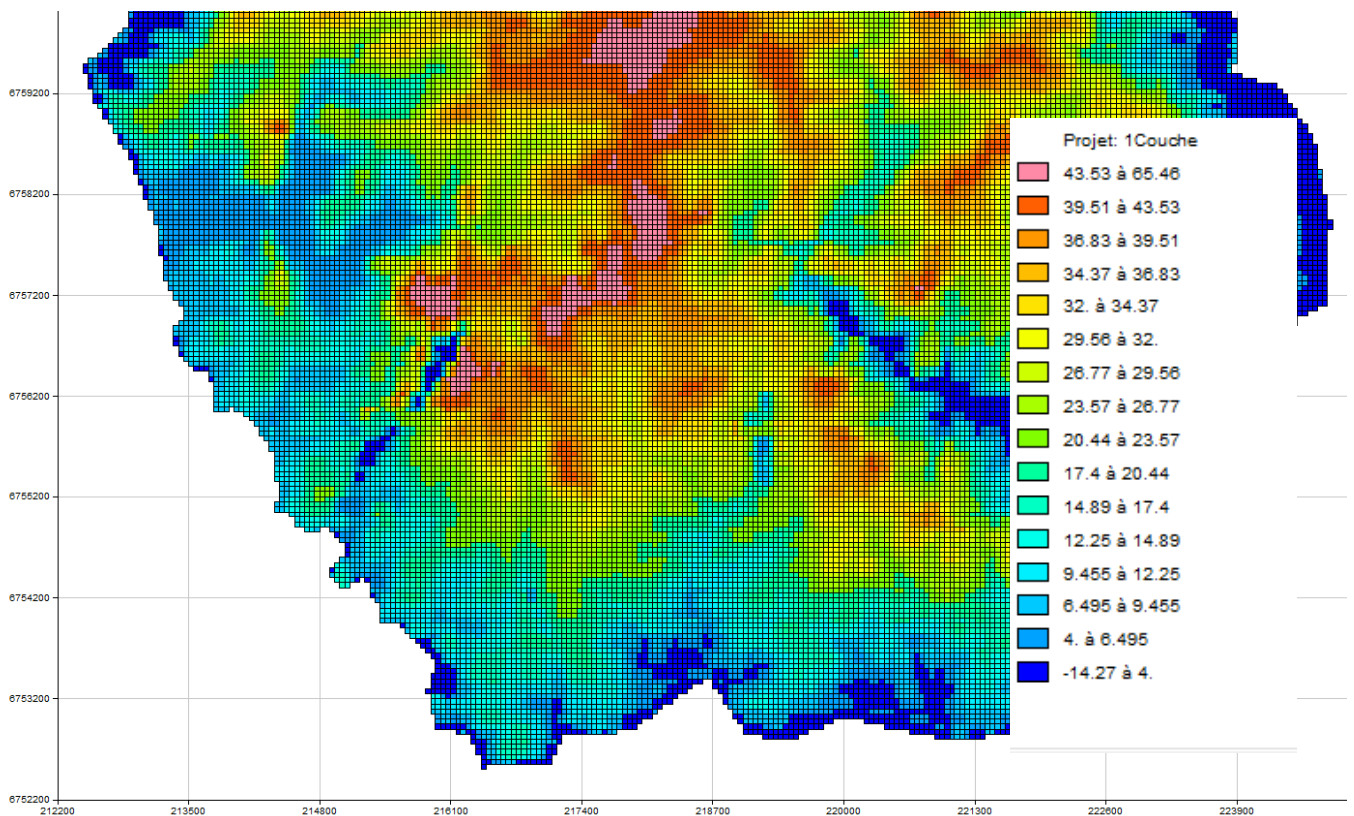 6759200
6758200
6757200
6756200
6755200
6754200
6753200
6752200
212200
213500
214800
216100
217400
218700
220000
221300
222600
223900
Projet: 1Couche
43.53 à 65.46
39.51 à 43.53
36.83 à 39.51
34.37 à 36.83
32. à 34.37
29.56 à 32.
26.77 à 29.56
23.57 à 26.77
20.44 à 23.57
17.4 à 20.44
14.89 à 17.4
12.25 à 14.89
9.455 à 12.25
6.495 à 9.455
4. à 6.495
-14.27 à 4.